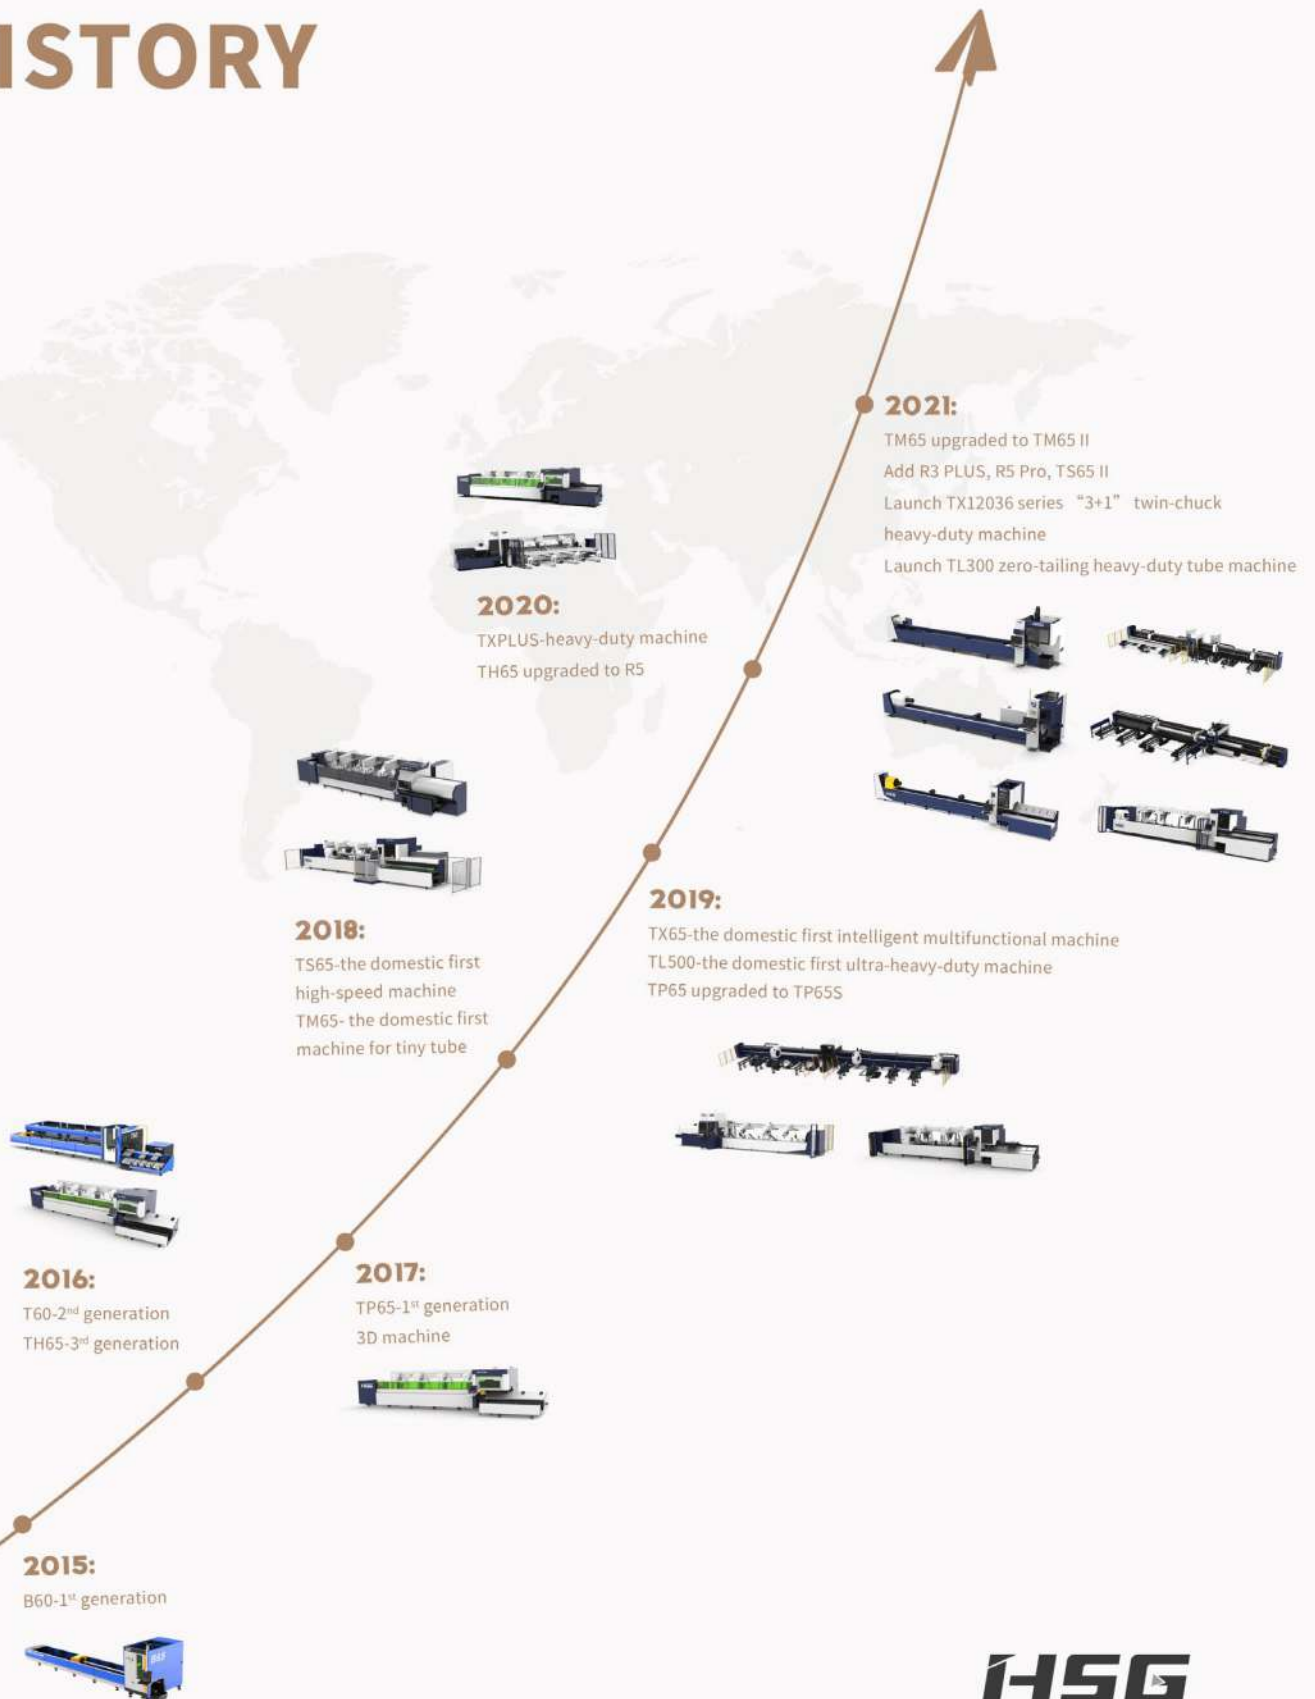 ISTORY
2021:
TM65 upgraded to TM65 II
Add R3 PLUS, R5 Pro, TS65 II
Launch TX12036 series “3+1” twin-chuck
heavy-duty machine
Launch TL300 zero-tailing heavy-duty tube machine
2020:
TXPLUS-heavy-duty machine
TH65 upgraded to R5
2019:
TX65-the domestic first intelligent multifunctional machine
TL500-the domestic first ultra-heavy-duty machine
TP65 upgraded to TP65S
2018:
TS65-the domestic first
high-speed machine
TM65- the domestic first
machine for tiny tube
2017:
TP65-1st generation
3D machine
2016:
T60-2nd generation
TH65-3rd generation
2015:
B60-1st generation
B65
HSG